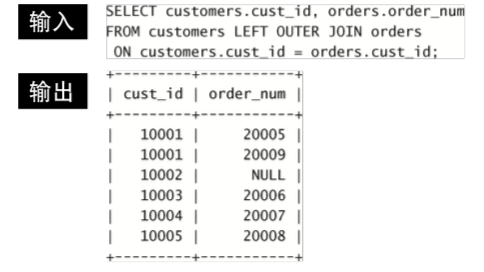 输入
SELECT customers.cust_id, orders.order_num
FROM customers LEFT OUTER JOIN orders
ON customers.cust_id = orders.cust_id;
输出
+---------+-----------+
| cust_id | order_num |
+---------+-----------+
| 10001 | 20005 |
| 10001 | 20009 |
| 10002 | NULL |
| 10003 | 20006 |
| 10004 | 20007 |
| 10005 | 20008 |
+---------+-----------+